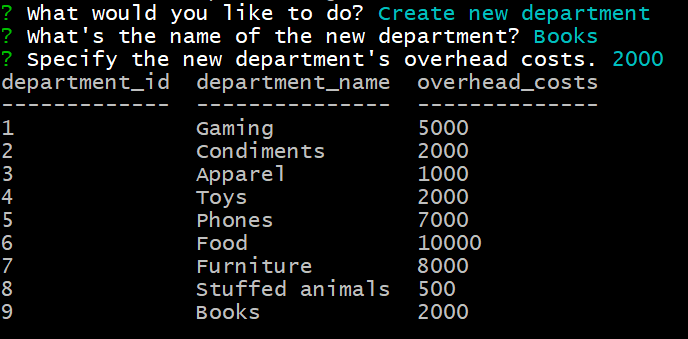 ? What would you like to do? Create new department
? What's the name of the new department? Books
? Specify the new department's overhead costs. 2000
department_id  department_name  overhead_costs
-------------  ---------------  --------------
1              Gaming           5000
2              Condiments       2000
3              Apparel          1000
4              Toys             2000
5              Phones           7000
6              Food             10000
7              Furniture        8000
8              Stuffed animals  500
9              Books            2000